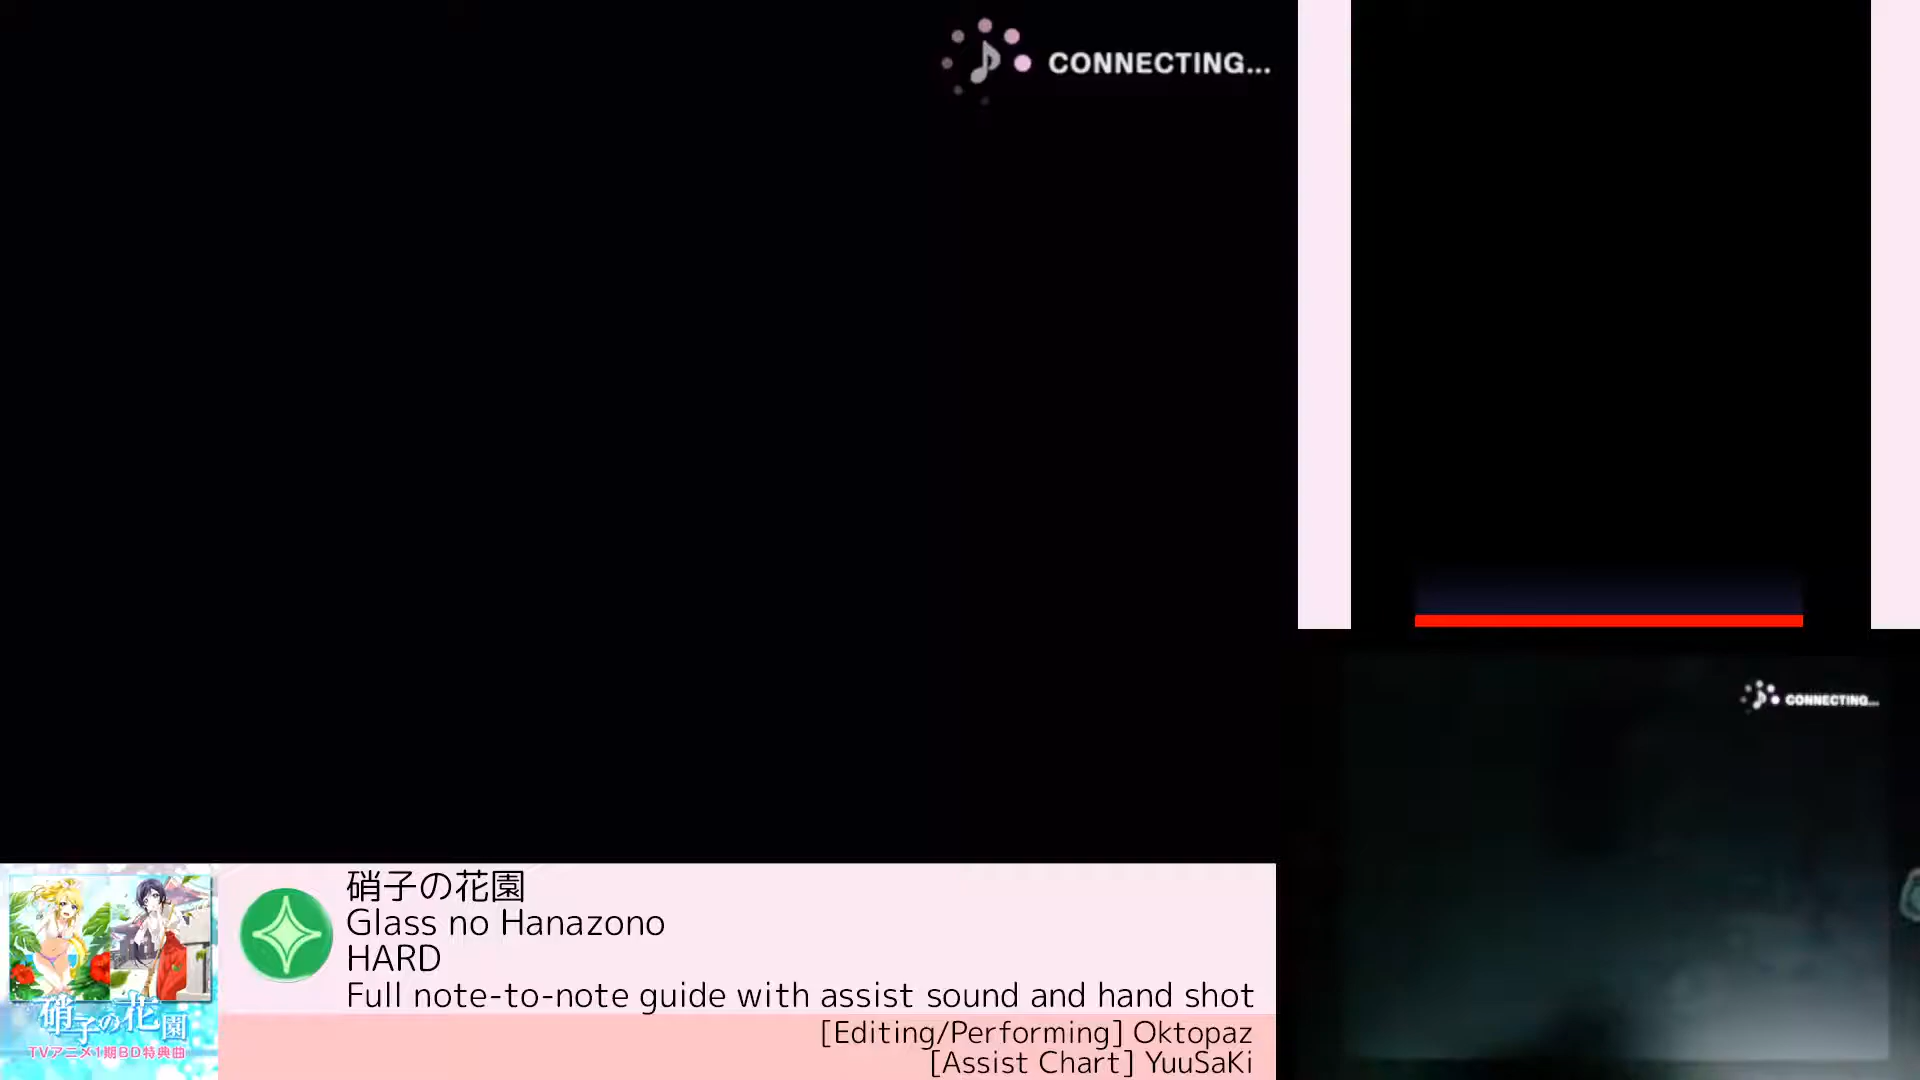 CONNECTING...
CONNECTING...
硝子の花園
Glass no Hanazono
HARD
Full note-to-note guide with assist sound and hand shot
[Editing/Performing] Oktopaz
[Assist Chart] YuuSaKi
硝子の花園
TVアニメ1期BD特典曲